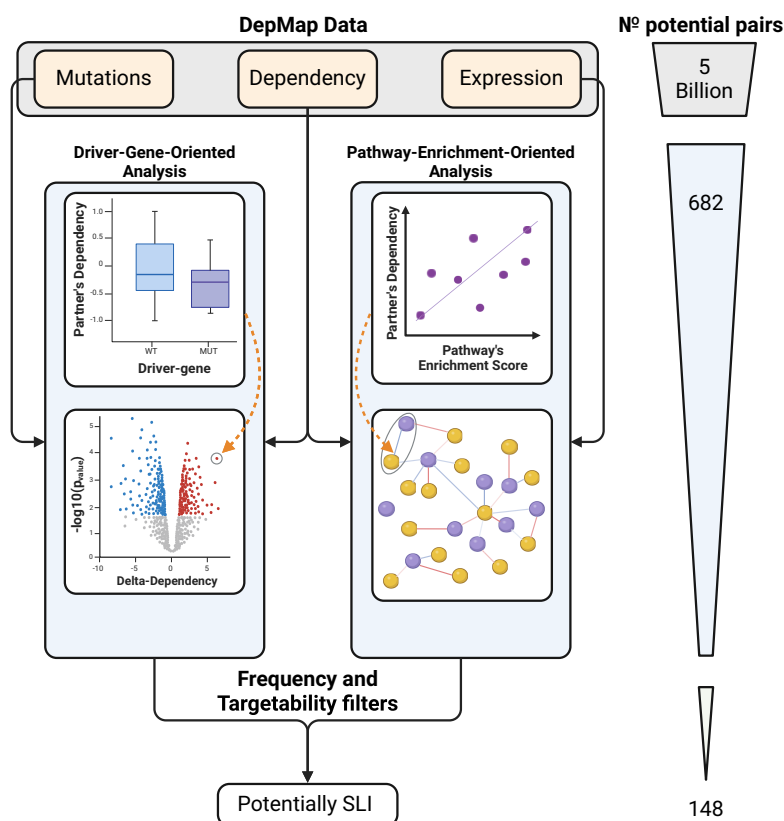 DepMap Data
Nº potential pairs
Mutations
Dependency
Expression
5
Billion
Driver-Gene-Oriented
Analysis
Pathway-Enrichment-Oriented
Analysis
682
Partner's Dependency
1.0
0.5
0
-0.5
-1.0
WT
MUT
Driver-gene
Partner's Dependency
Pathway's
Enrichment Score
-log10(pvalue)
5
4
3
2
1
0
-10
-5
0
5
Delta-Dependency
Frequency and
Targetability filters
Potentially SLI
148